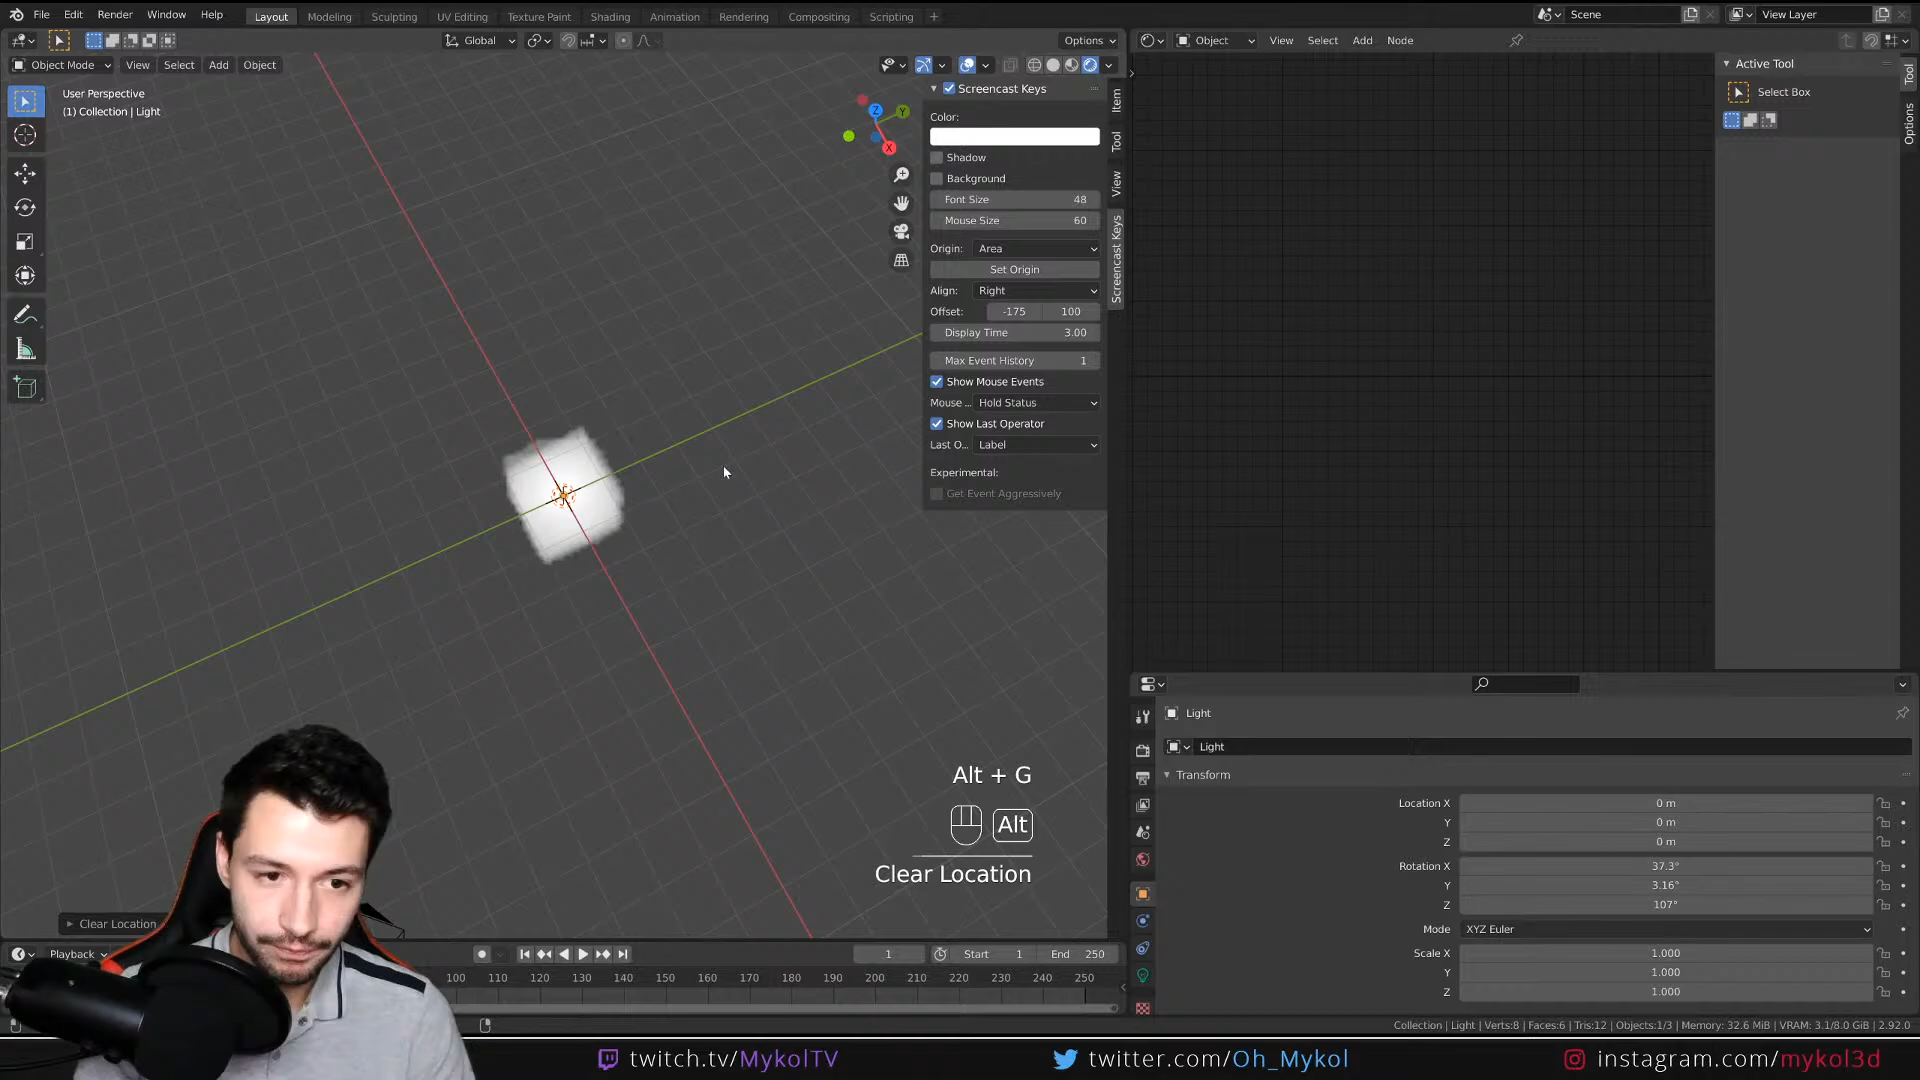 File Edit Render Window Help Layout Modeling Sculpting UV Editing Texture Paint Shading Animation Rendering Compositing Scripting + Scene View Layer
Global Options Object View Select Add Node
Object Mode View Select Add Object
User Perspective
(1) Collection | Light
Z
Y
X
Screencast Keys
Color:
Shadow
Background
Font Size 48
Mouse Size 60
Origin: Area
Set Origin
Align: Right
Offset: -175 100
Display Time 3.00
Max Event History 1
Show Mouse Events
Mouse ... Hold Status
Show Last Operator
Last O... Label
Experimental:
Get Event Aggressively
Item
Tool
View
Screencast Keys
Active Tool
Select Box
Tool
Options
Alt + G
Alt
Clear Location
Clear Location
Light
Light
Transform
Location X 0 m
Y 0 m
Z 0 m
Rotation X 37.3°
Y 3.16°
Z 107°
Mode XYZ Euler
Scale X 1.000
Y 1.000
Z 1.000
Playback 1 Start 1 End 250
100 110 120 130 140 150 160 170 180 190 200 210 220 230 240 250
Collection | Light | Verts:8 | Faces:6 | Tris:12 | Objects:1/3 | Memory: 32.6 MiB | VRAM: 3.1/8.0 GiB | 2.92.0
twitch.tv/MykolTV twitter.com/Oh_Mykol instagram.com/mykol3d